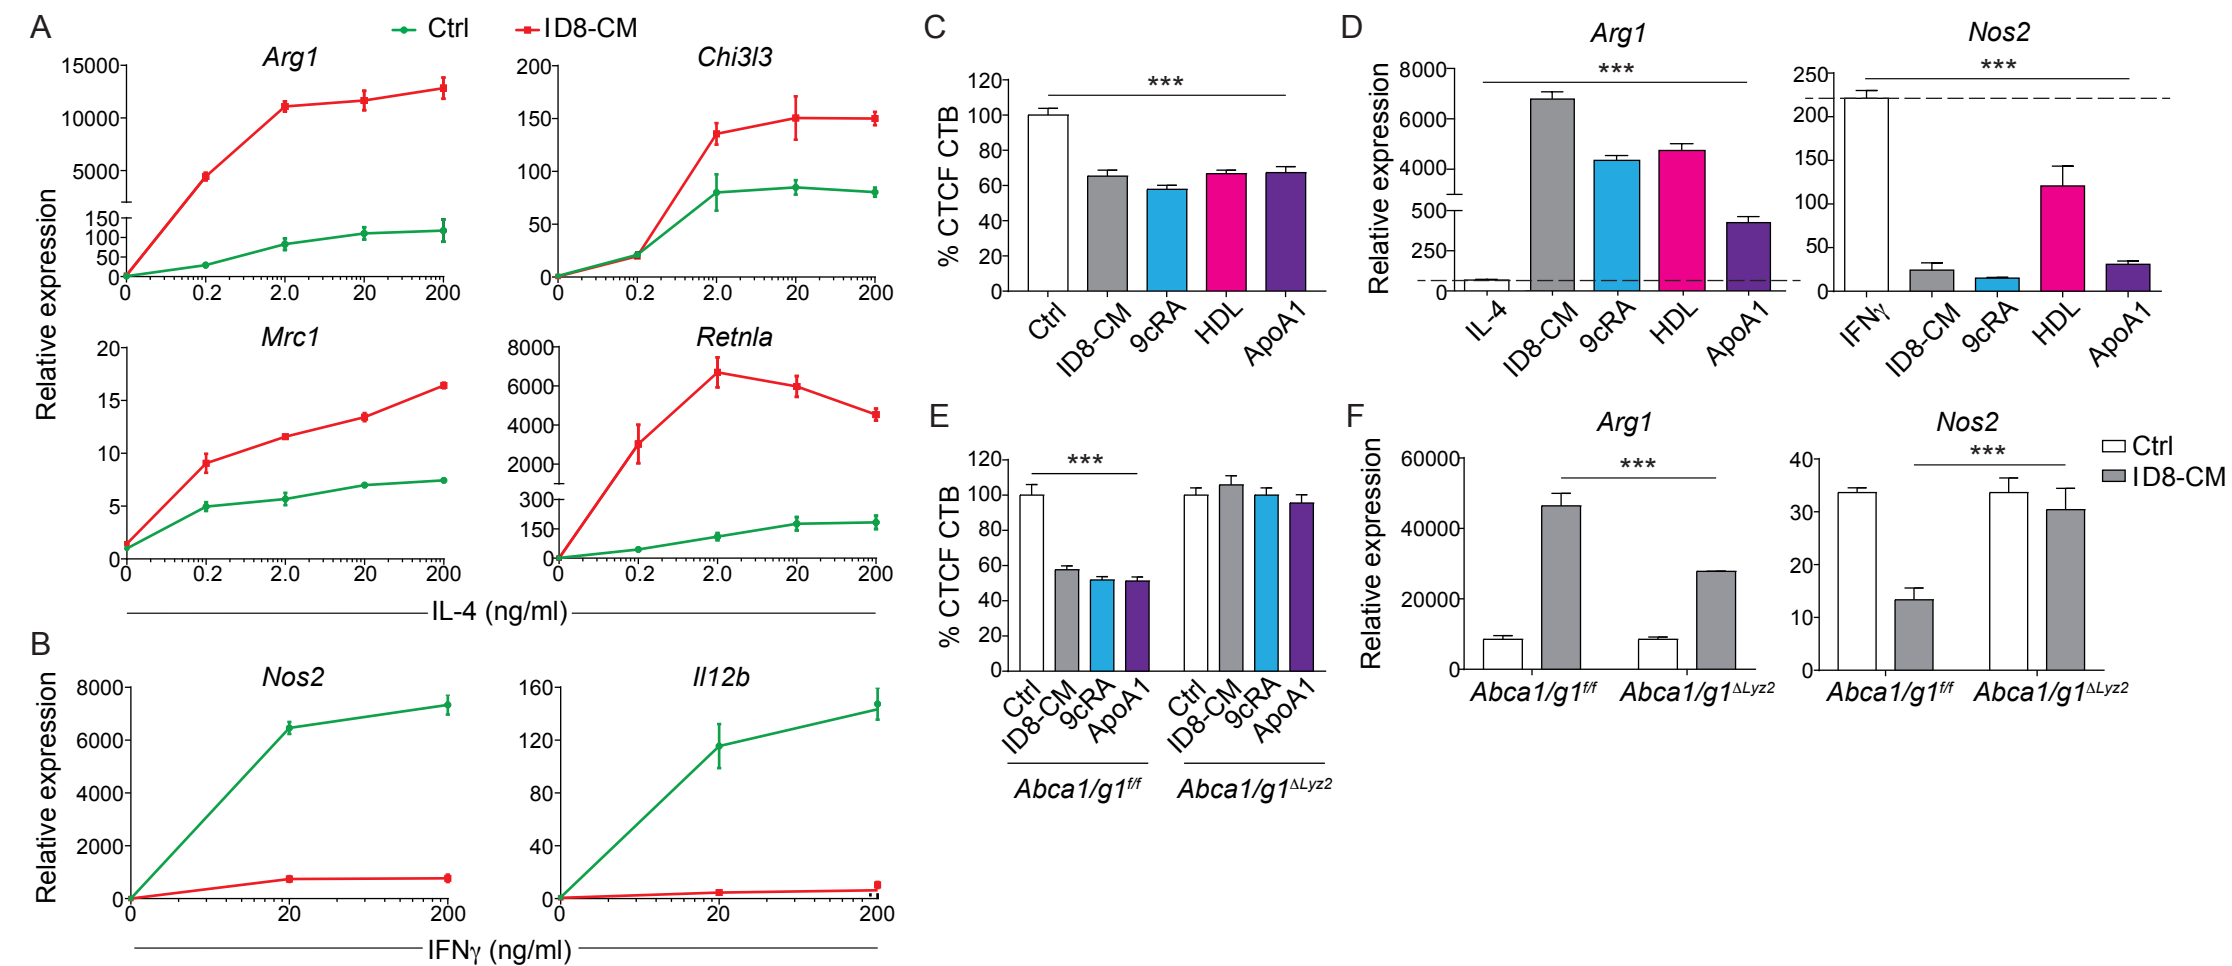 A
Ctrl
ID8-CM
Relative expression
Arg1
15000
10000
5000
150
100
50
0
0 0.2 2.0 20 200
Chi3l3
200
150
100
50
0
0 0.2 2.0 20 200
Mrc1
20
15
10
5
0
0 0.2 2.0 20 200
Retnla
8000
6000
4000
2000
300
150
0
0 0.2 2.0 20 200
IL-4 (ng/ml)
B
Relative expression
Nos2
8000
6000
4000
2000
0
0 20 200
Il12b
160
120
80
40
0
0 20 200
IFNγ (ng/ml)
C
% CTCF CTB
120
100
80
60
40
20
0
***
Ctrl
ID8-CM
9cRA
HDL
ApoA1
D
Relative expression
Arg1
8000
6000
4000
500
250
0
***
IL-4
ID8-CM
9cRA
HDL
ApoA1
Nos2
250
200
150
100
50
0
***
IFNγ
ID8-CM
9cRA
HDL
ApoA1
E
% CTCF CTB
120
100
80
60
40
20
0
***
Ctrl
ID8-CM
9cRA
ApoA1
Ctrl
ID8-CM
9cRA
ApoA1
Abca1/g1f/f
Abca1/g1ΔLyz2
F
Relative expression
Arg1
60000
40000
20000
0
***
Abca1/g1f/f
Abca1/g1ΔLyz2
Nos2
40
30
20
10
0
***
Abca1/g1f/f
Abca1/g1ΔLyz2
Ctrl
ID8-CM